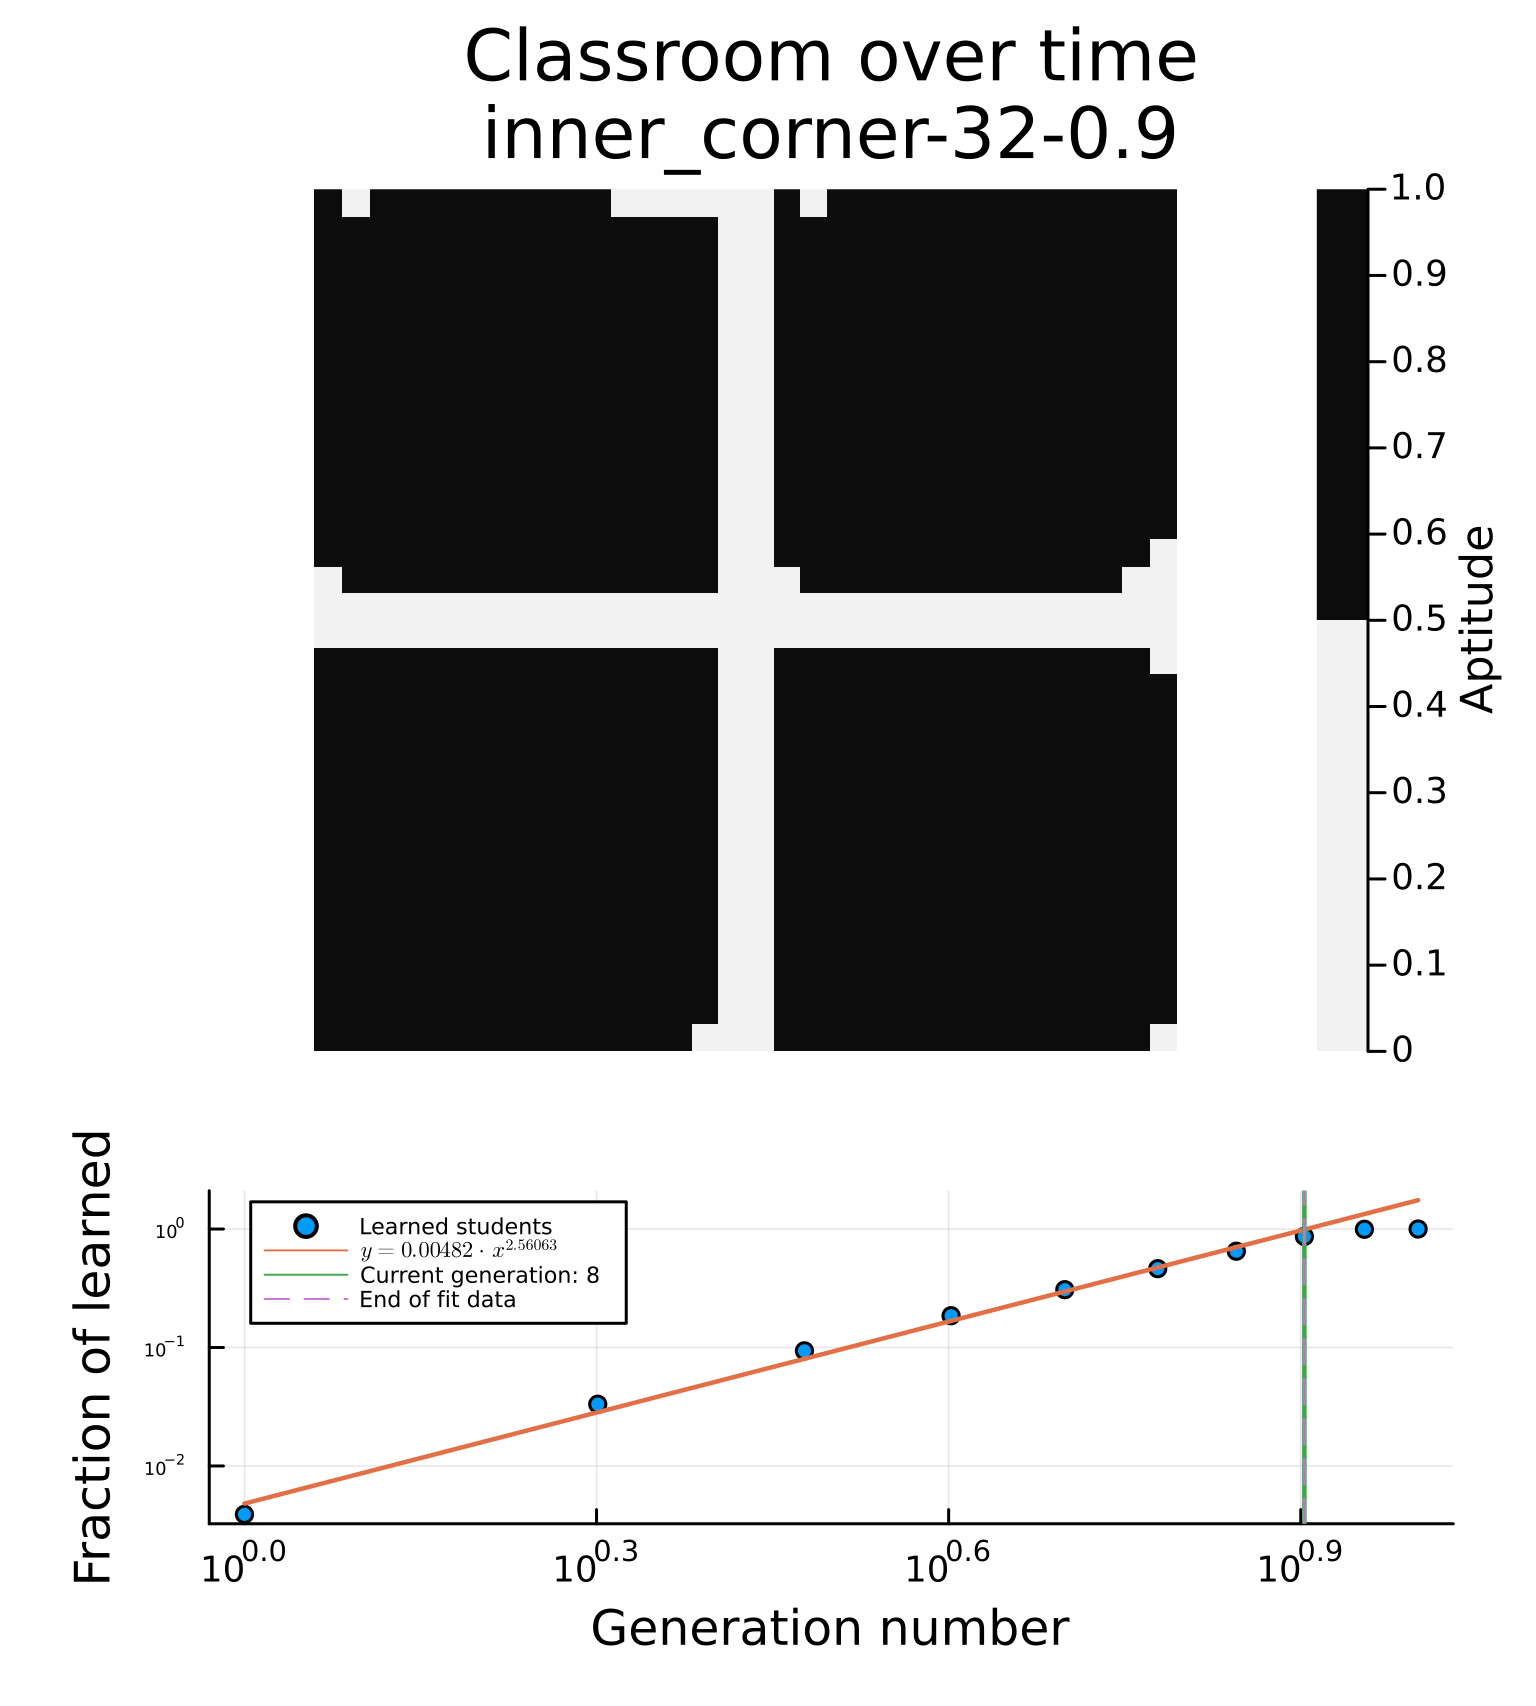 Classroom over time
inner_corner-32-0.9
1.0
0.9
0.8
0.7
0.6
0.5
0.4
0.3
0.2
0.1
0
Aptitude
Fraction of learned
10^0
10^-1
10^-2
Learned students
y = 0.00482 · x^2.56063
Current generation: 8
End of fit data
10^0.0 10^0.3 10^0.6 10^0.9
Generation number